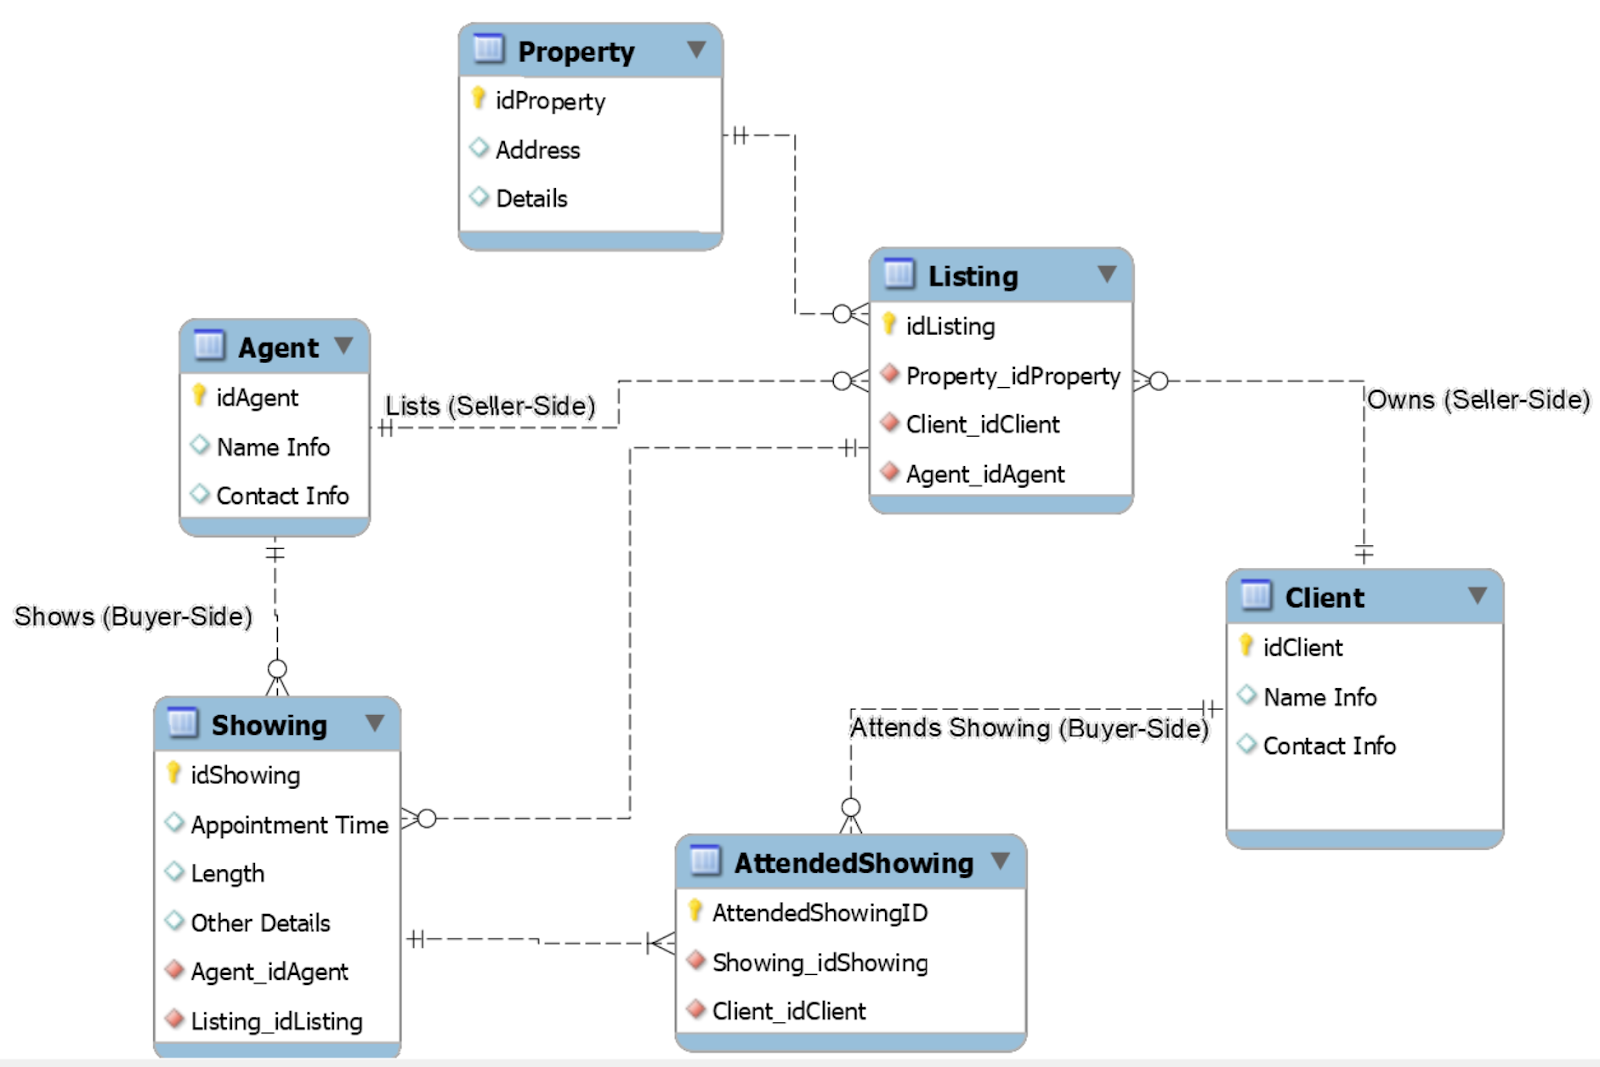 Property
idProperty
Address
Details
Listing
idListing
Property_idProperty
Client_idClient
Agent_idAgent
Agent
idAgent
Name Info
Contact Info
Lists (Seller-Side)
Owns (Seller-Side)
Shows (Buyer-Side)
Client
idClient
Name Info
Contact Info
Attends Showing (Buyer-Side)
Showing
idShowing
Appointment Time
Length
Other Details
Agent_idAgent
Listing_idListing
AttendedShowing
AttendedShowingID
Showing_idShowing
Client_idClient